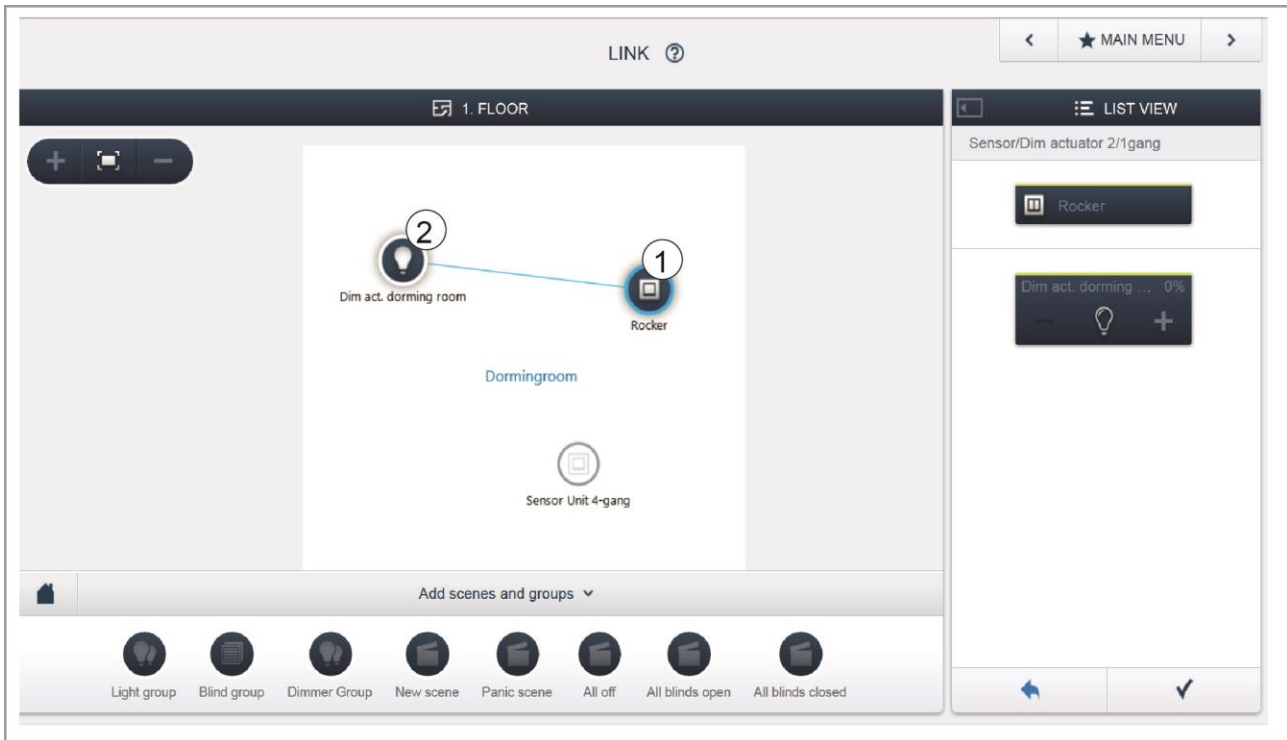 LINK ?
MAIN MENU
1. FLOOR
LIST VIEW
Sensor/Dim actuator 2/1gang
Rocker
Dim act. dorming ... 0%
2
1
Dim act. dorming room
Rocker
Dormingroom
Sensor Unit 4-gang
Add scenes and groups
Light group
Blind group
Dimmer Group
New scene
Panic scene
All off
All blinds open
All blinds closed